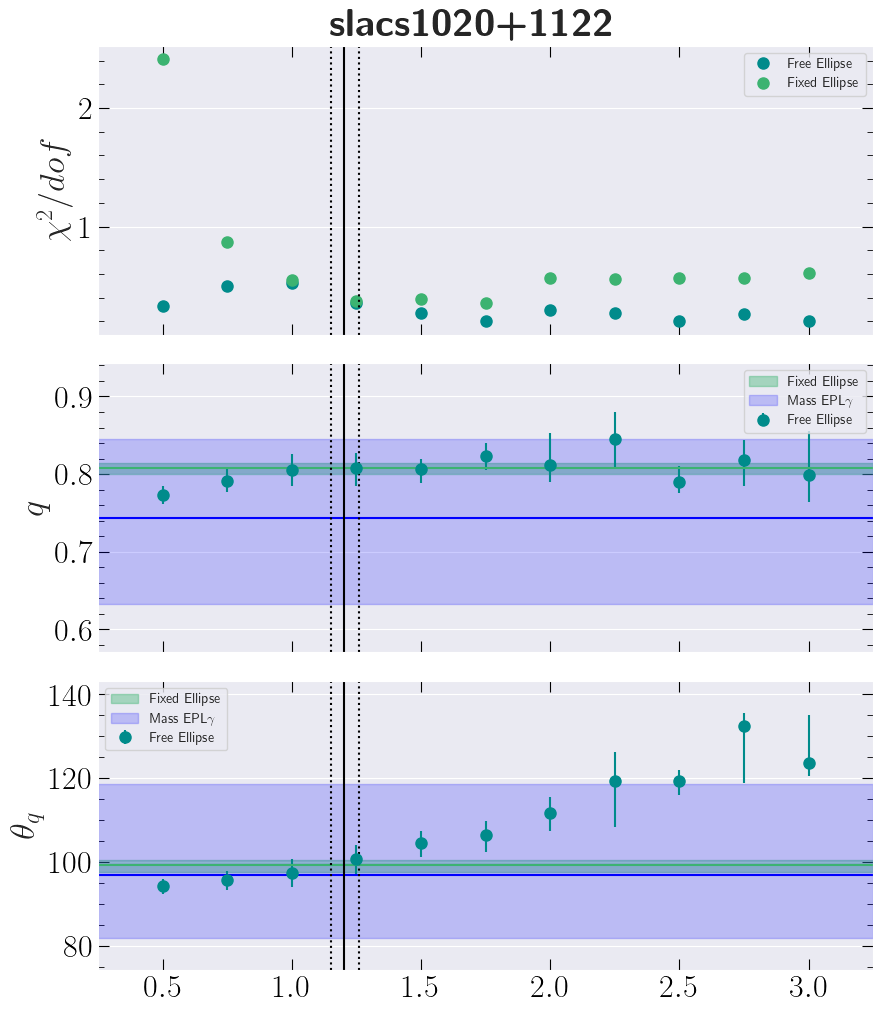 slacs1020+1122
χ²/dof
2
1
Free Ellipse
Fixed Ellipse
q
0.9
0.8
0.7
0.6
Fixed Ellipse
Mass EPLγ
Free Ellipse
θq
140
120
100
80
Fixed Ellipse
Mass EPLγ
Free Ellipse
0.5 1.0 1.5 2.0 2.5 3.0